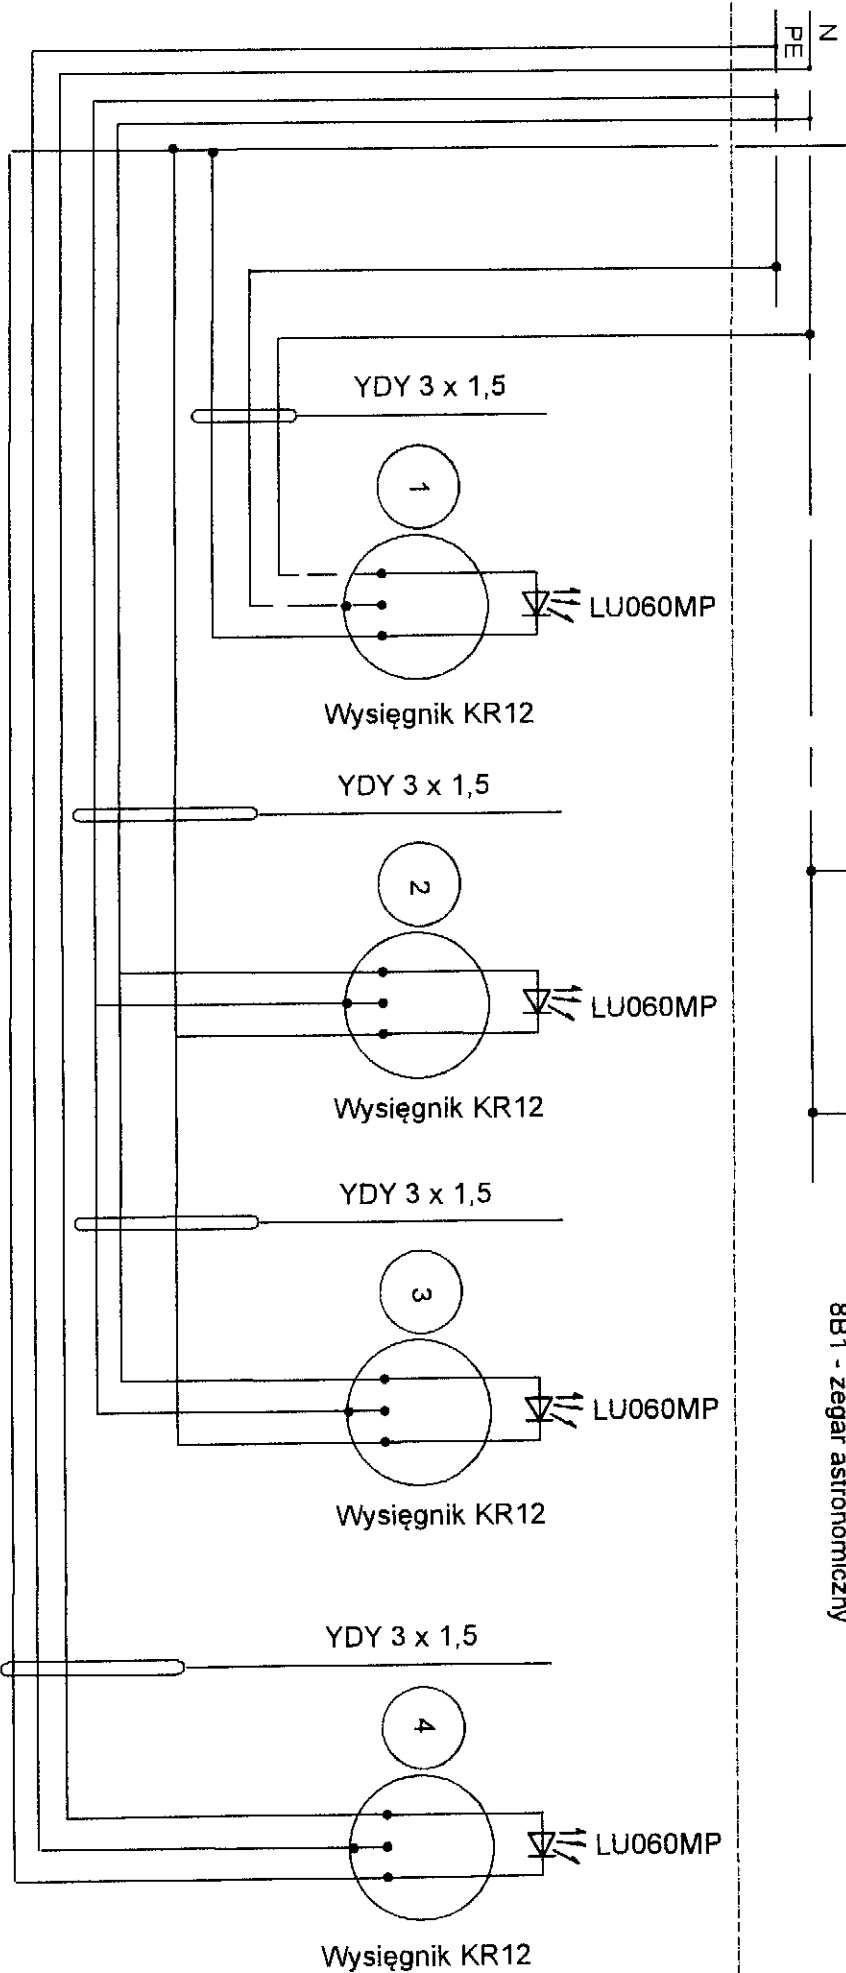 N
PE
YDY 3 x 1,5
1
LU060MP
Wysięgnik KR12
YDY 3 x 1,5
2
LU060MP
Wysięgnik KR12
YDY 3 x 1,5
3
LU060MP
Wysięgnik KR12
8B1 - zegar astronomiczny
YDY 3 x 1,5
4
LU060MP
Wysięgnik KR12